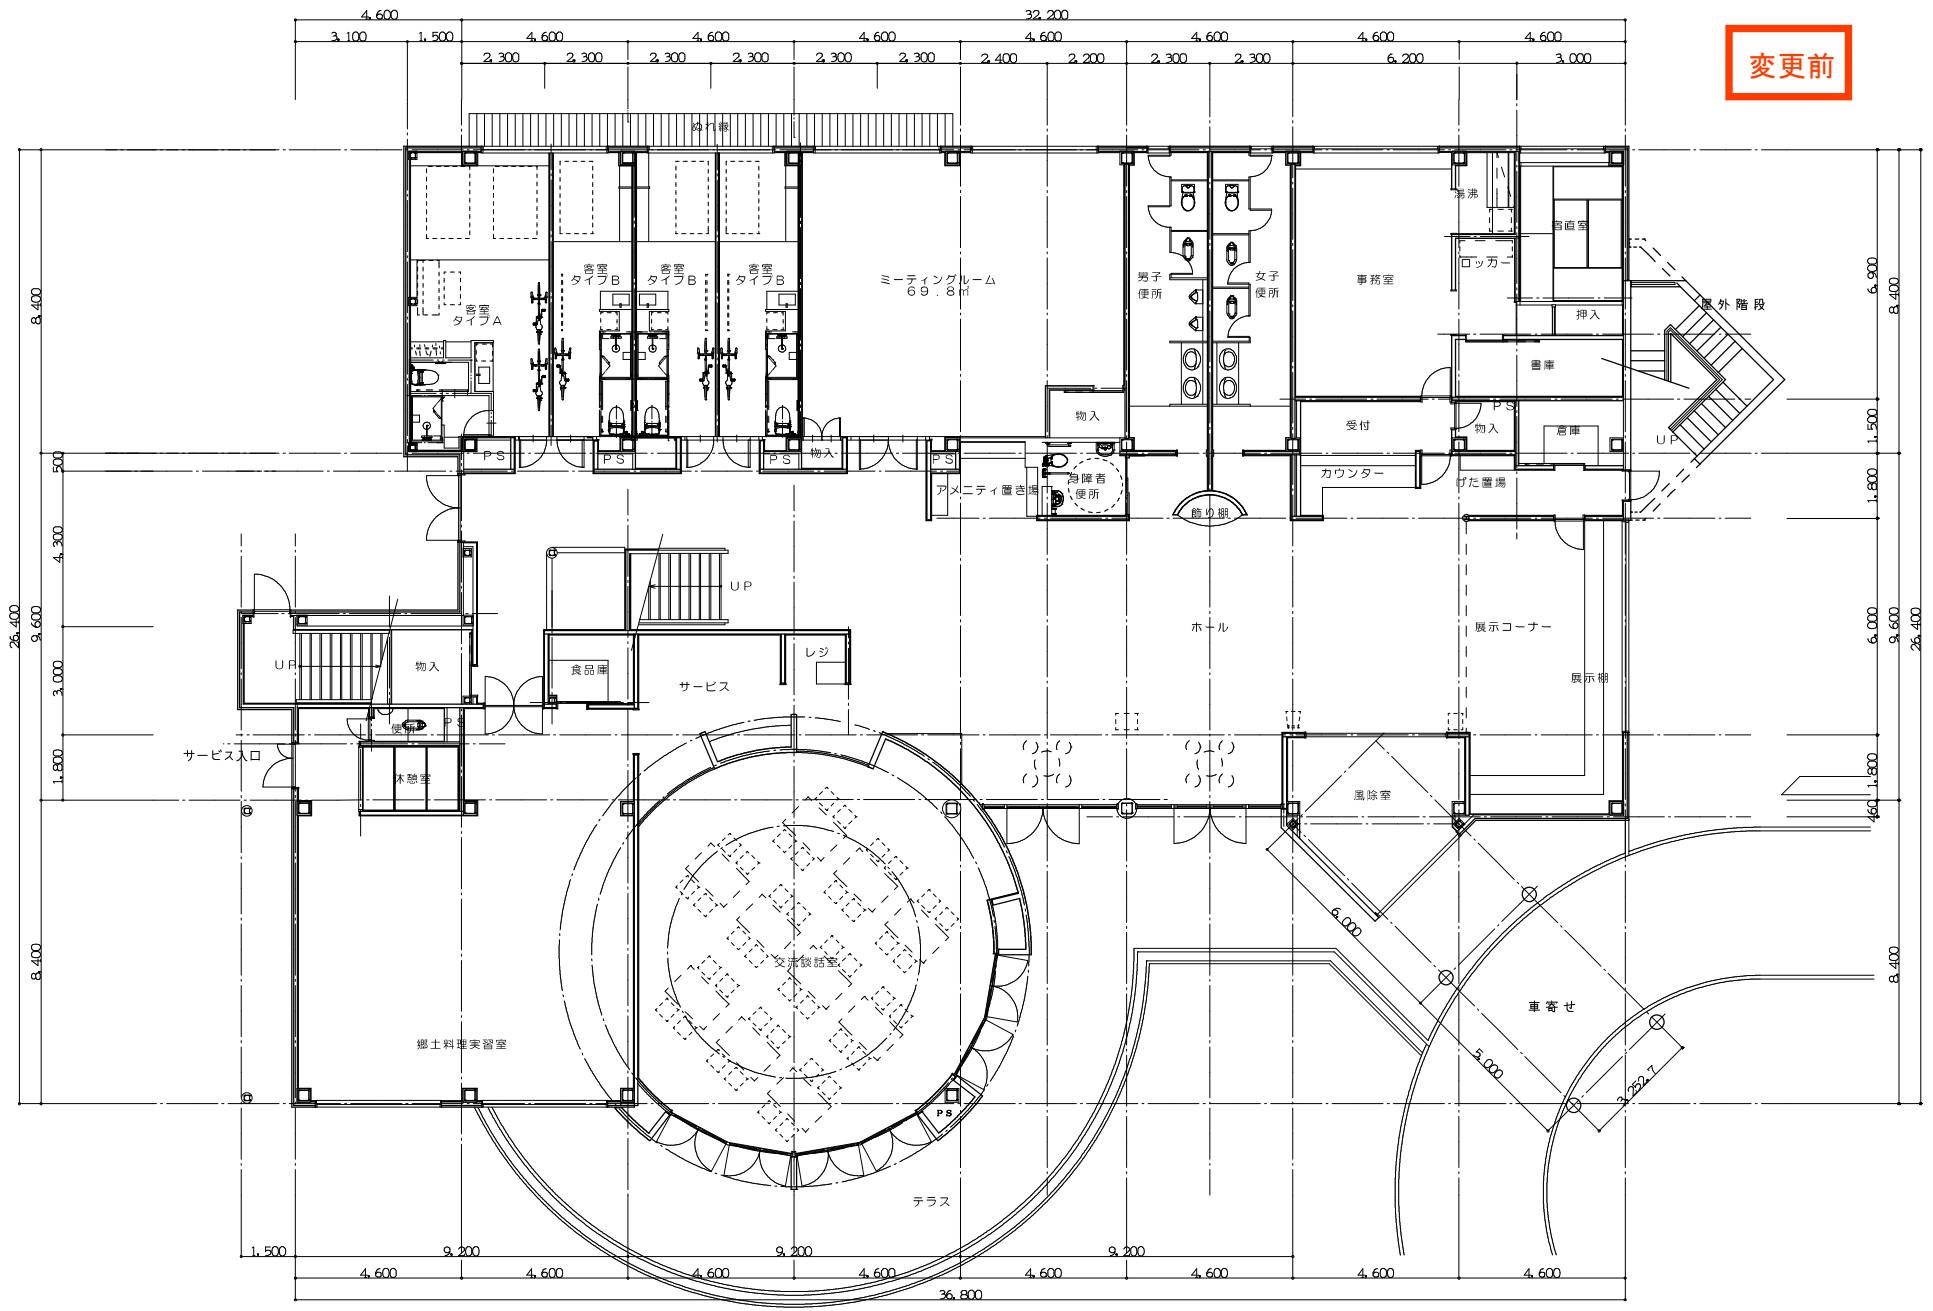 4,600
32,200
3,100
1,500
4,600
4,600
4,600
4,600
4,600
4,600
4,600
2,300
2,300
2,300
2,300
2,300
2,300
2,400
2,200
2,300
2,300
6,200
3,000
変更前
ぬれ縁
湯沸
宿直室
ロッカー
客室
タイプA
客室
タイプB
客室
タイプB
客室
タイプB
ミーティングルーム
69.8㎡
男子
便所
女子
便所
事務室
押入
屋外階段
書庫
物入
受付
PS
物入
倉庫
UP
PS
PS
PS
物入
PS
カウンター
げた置場
アメニティ置き場
身障者
便所
飾り棚
UP
ホール
展示コーナー
UP
物入
食品庫
レジ
サービス
展示棚
便所
PS
サービス入口
休憩室
風除室
交流談話室
郷土料理実習室
PS
テラス
車寄せ
6,000
5,000
3,252.7
26,400
8,400
9,600
8,400
500
4,300
3,000
1,800
6,900
1,500
1,800
6,000
1,800
460
8,400
9,600
8,400
26,400
1,500
9,200
9,200
9,200
4,600
4,600
4,600
4,600
4,600
4,600
4,600
4,600
36,800